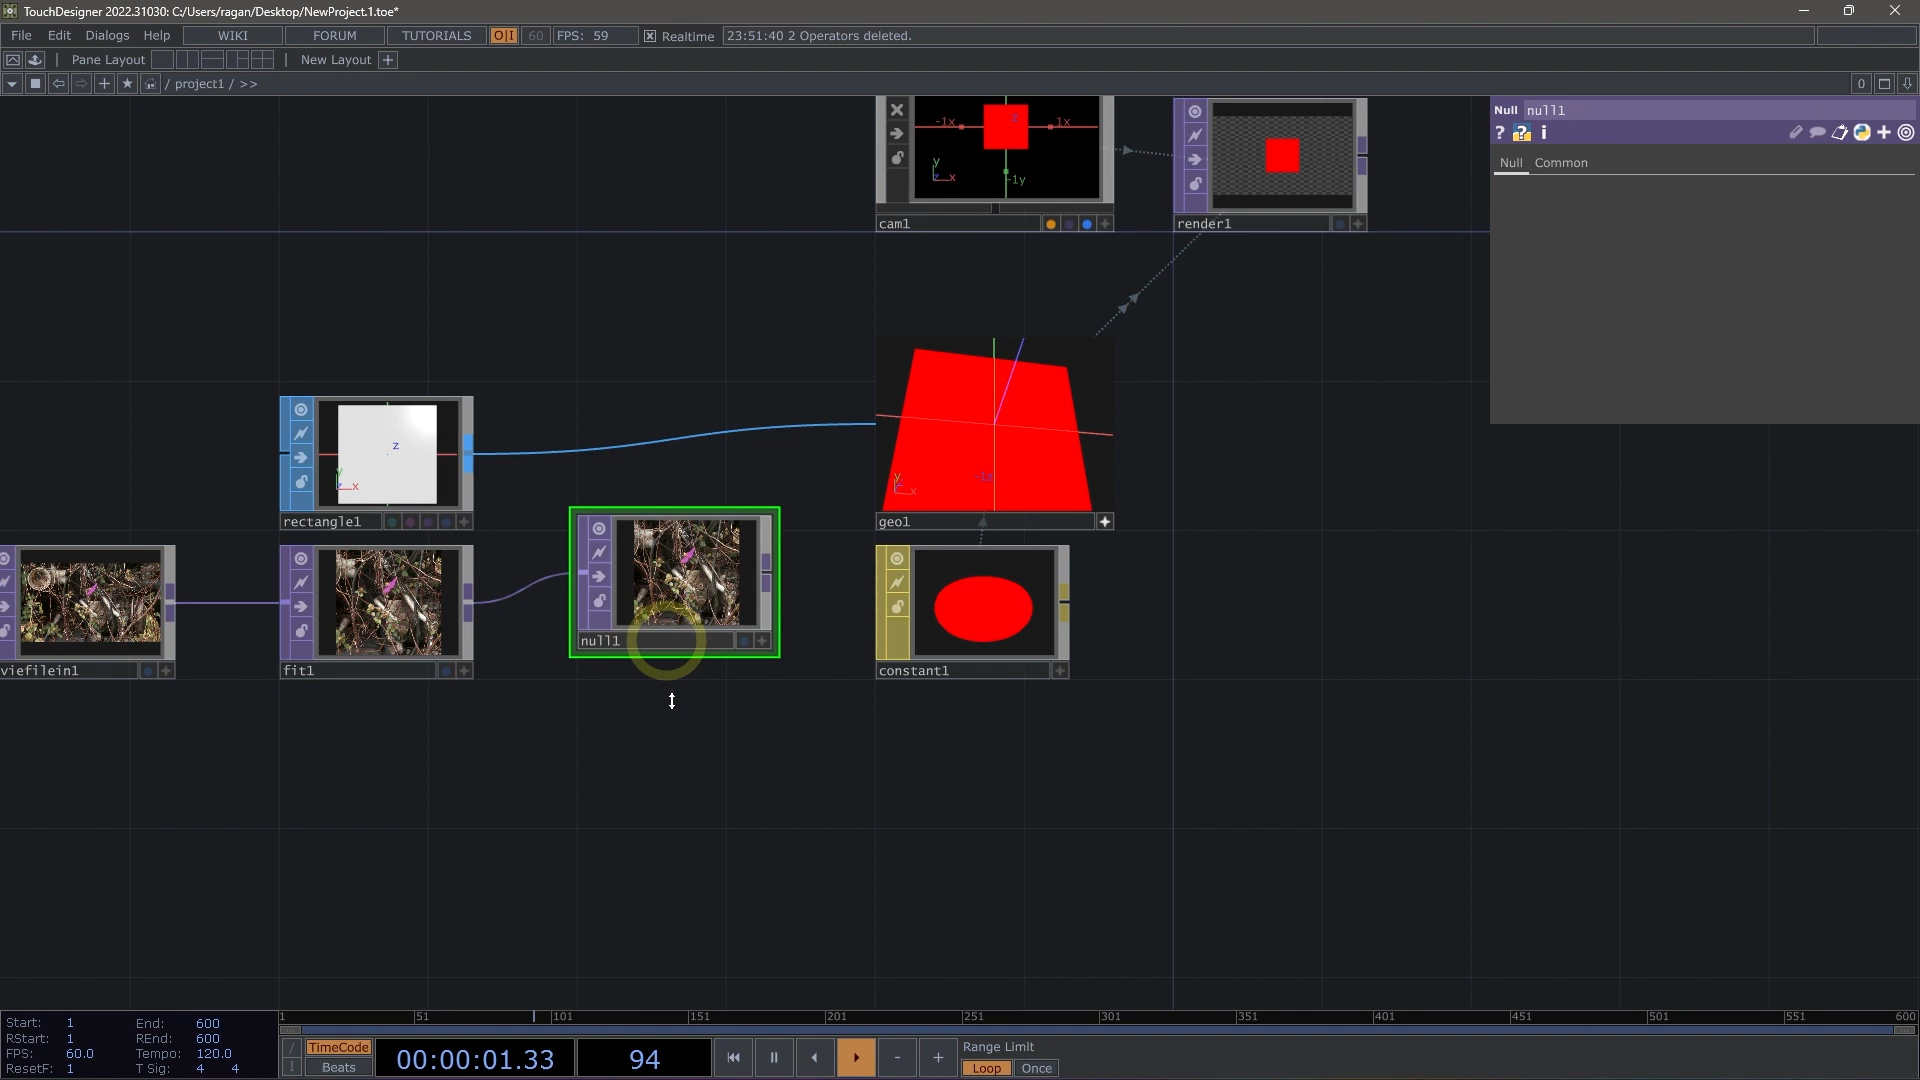 TouchDesigner 2022.31030: C:/Users/ragan/Desktop/NewProject.1.toe*
File Edit Dialogs Help WIKI FORUM TUTORIALS O|I 60 FPS: 59 Realtime 23:51:40 2 Operators deleted.
Pane Layout New Layout +
/ project1 / >> 0
Null null1
? ? i
Null Common
-1x z 1x
y
x
-1y
cam1
render1
z
y
x
rectangle1
-1z
y
x
geo1
viefilein1
fit1
null1
constant1
1 51 101 151 201 251 301 351 401 451 501 551 600
Start: 1 End: 600
RStart: 1 REnd: 600
FPS: 60.0 Tempo: 120.0
ResetF: 1 T Sig: 4 4
TimeCode
Beats
00:00:01.33
94
- +
Range Limit
Loop Once